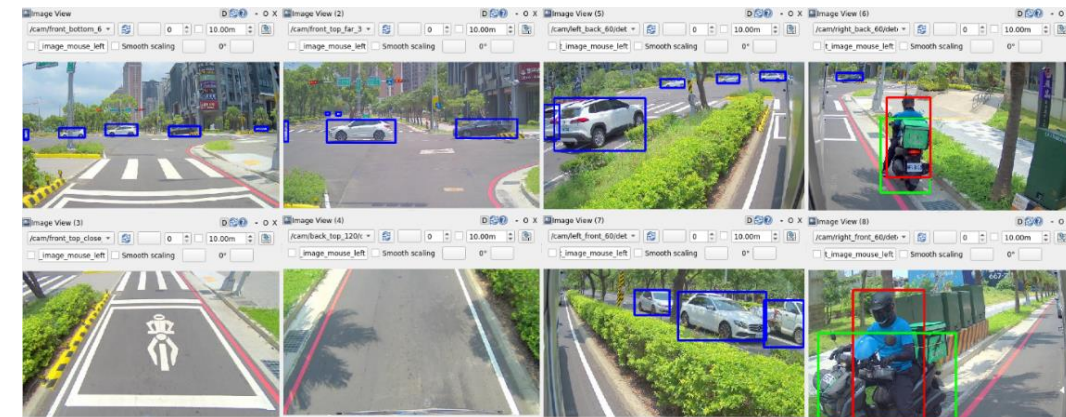 Image View
/cam/front_bottom_6
0
10.00m
_image_mouse_left
Smooth scaling
0°
Image View (2)
/cam/front_top_far_3
0
10.00m
_image_mouse_left
Smooth scaling
0°
Image View (5)
/cam/left_back_60/det
0
10.00m
t_image_mouse_left
Smooth scaling
0°
Image View (6)
/cam/right_back_60/det
0
10.00m
t_image_mouse_left
Smooth scaling
0°
Image View (3)
/cam/front_top_close
0
10.00m
_image_mouse_left
Smooth scaling
0°
Image View (4)
/cam/back_top_120/c
0
10.00m
_image_mouse_left
Smooth scaling
0°
Image View (7)
/cam/left_front_60/det
0
10.00m
t_image_mouse_left
Smooth scaling
0°
Image View (8)
/cam/right_front_60/det
0
10.00m
t_image_mouse_left
Smooth scaling
0°